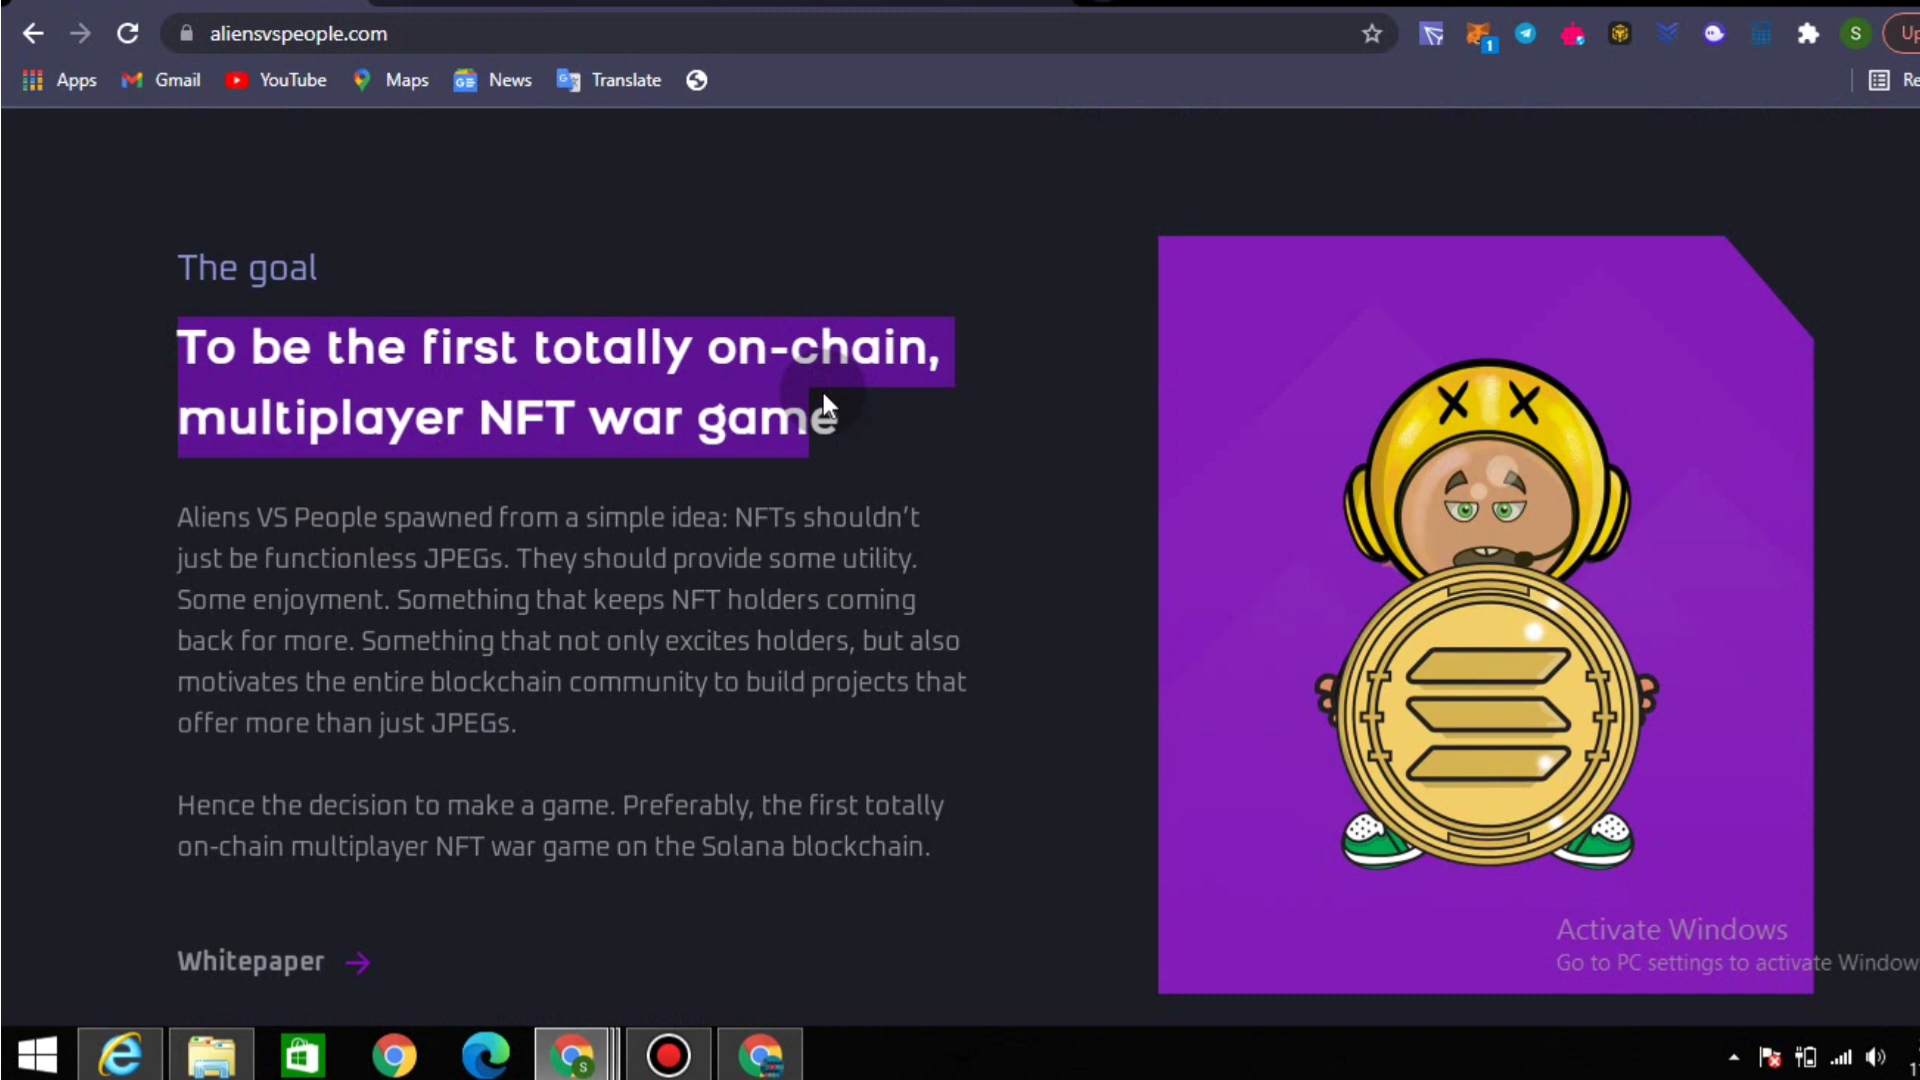 aliensvspeople.com
1
S
Apps
Gmail
YouTube
Maps
News
Translate
The goal
To be the first totally on-chain,
multiplayer NFT war game
Aliens VS People spawned from a simple idea: NFTs shouldn't
just be functionless JPEGs. They should provide some utility.
Some enjoyment. Something that keeps NFT holders coming
back for more. Something that not only excites holders, but also
motivates the entire blockchain community to build projects that
offer more than just JPEGs.
Hence the decision to make a game. Preferably, the first totally
on-chain multiplayer NFT war game on the Solana blockchain.
Whitepaper →
Activate Windows
Go to PC settings to activate Window